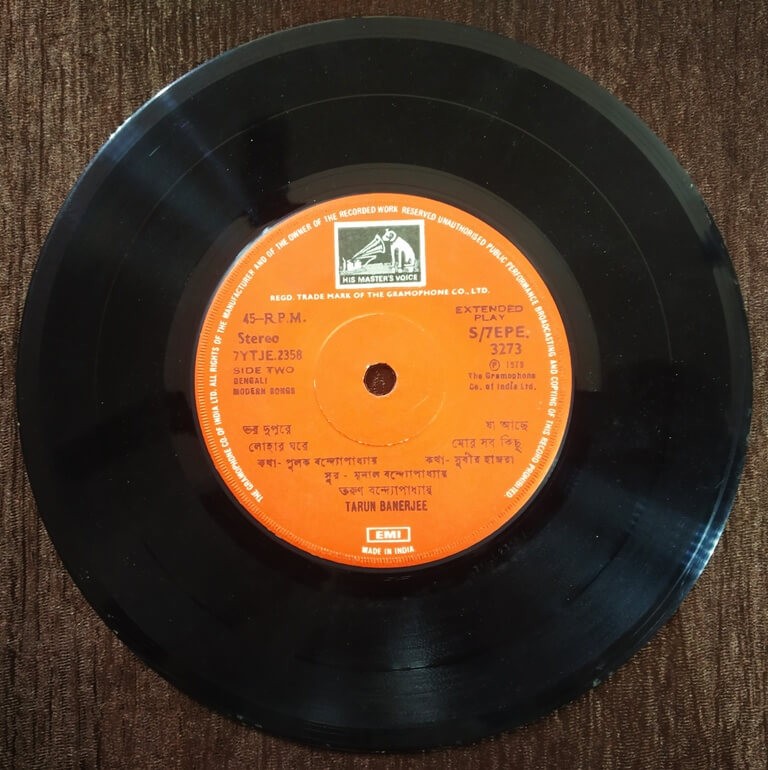 THE GRAMOPHONE CO. OF INDIA LTD. ALL RIGHTS OF THE MANUFACTURER AND OF THE OWNER OF THE RECORDED WORK RESERVED UNAUTHORISED PUBLIC PERFORMANCE BROADCASTING AND COPYING OF THIS RECORD PROHIBITED.
HIS MASTER'S VOICE
REGD. TRADE MARK OF THE GRAMOPHONE CO., LTD.
45-R.P.M.
Stereo
7YTJE.2358
SIDE TWO
BENGALI
MODERN SONGS
EXTENDED
PLAY
S/7EPE.
3273
Ⓟ 1979
The Gramophone
Co. of India Ltd.
ভর দুপুরে
লোহার ঘরে
কথা- পুলক বন্দ্যোপাধ্যায়
যা আছে
মোর সব কিছু
কথা- সুবীর হাজরা
সুর - মৃনাল বন্দ্যোপাধ্যায়
তরুণ বন্দ্যোপাধ্যায়
TARUN BANERJEE
EMI
MADE IN INDIA